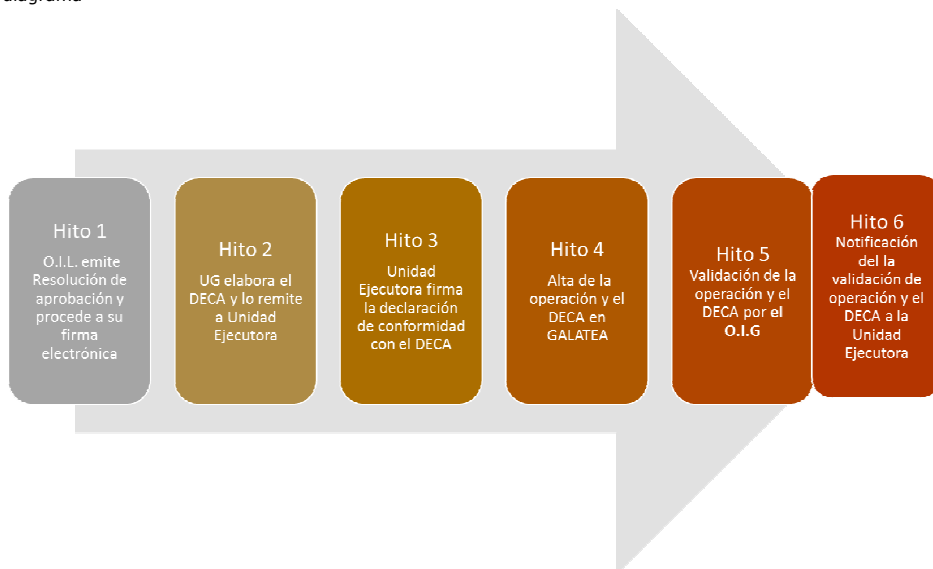 diagrama
Hito 1
O.I.L. emite
Resolución de
aprobación y
procede a su
firma
electrónica
Hito 2
UG elabora el
DECA y lo remite
a Unidad
Ejecutora
Hito 3
Unidad
Ejecutora firma
la declaración
de conformidad
con el DECA
Hito 4
Alta de la
operación y el
DECA en
GALATEA
Hito 5
Validación de la
operación y el
DECA por el
O.I.G
Hito 6
Notificación
del la
validación de
operación y el
DECA a la
Unidad
Ejecutora